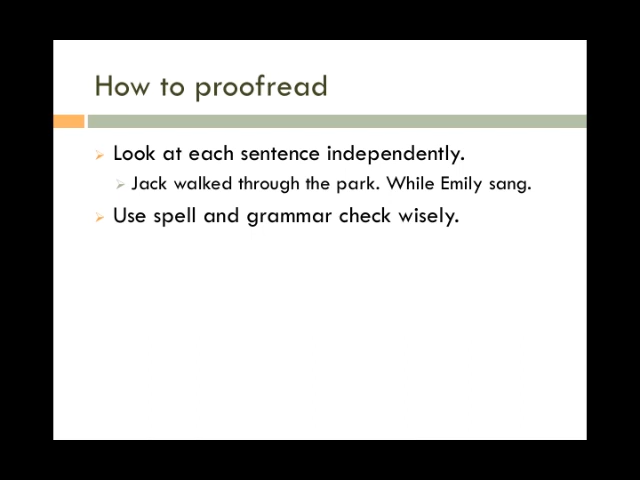 How to proofread
Look at each sentence independently.
Jack walked through the park. While Emily sang.
Use spell and grammar check wisely.